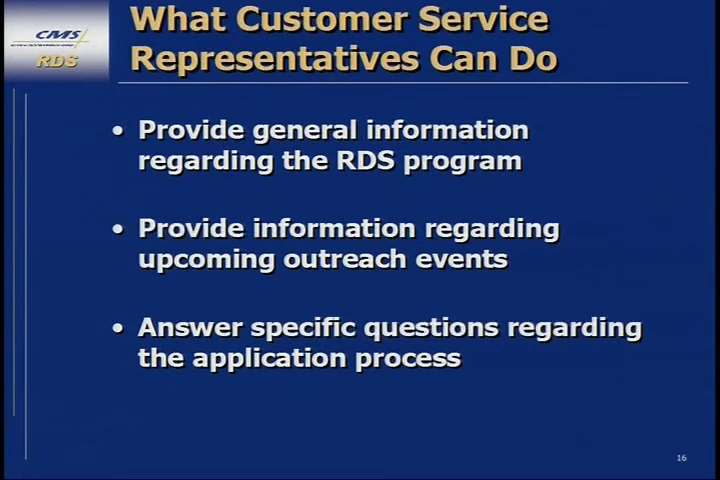 What Customer Service
Representatives Can Do
CMS
RDS
• Provide general information
regarding the RDS program
• Provide information regarding
upcoming outreach events
• Answer specific questions regarding
the application process
16